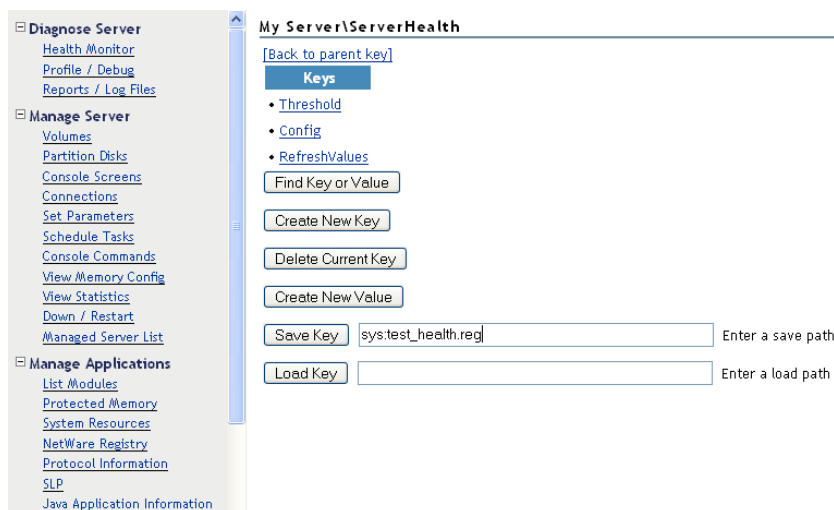 Diagnose Server
Health Monitor
Profile / Debug
Reports / Log Files
Manage Server
Volumes
Partition Disks
Console Screens
Connections
Set Parameters
Schedule Tasks
Console Commands
View Memory Config
View Statistics
Down / Restart
Managed Server List
Manage Applications
List Modules
Protected Memory
System Resources
NetWare Registry
Protocol Information
SLP
Java Application Information
My Server\ServerHealth
[Back to parent key]
Keys
• Threshold
• Config
• RefreshValues
Find Key or Value
Create New Key
Delete Current Key
Create New Value
Save Key sys:test_health.reg Enter a save path
Load Key Enter a load path